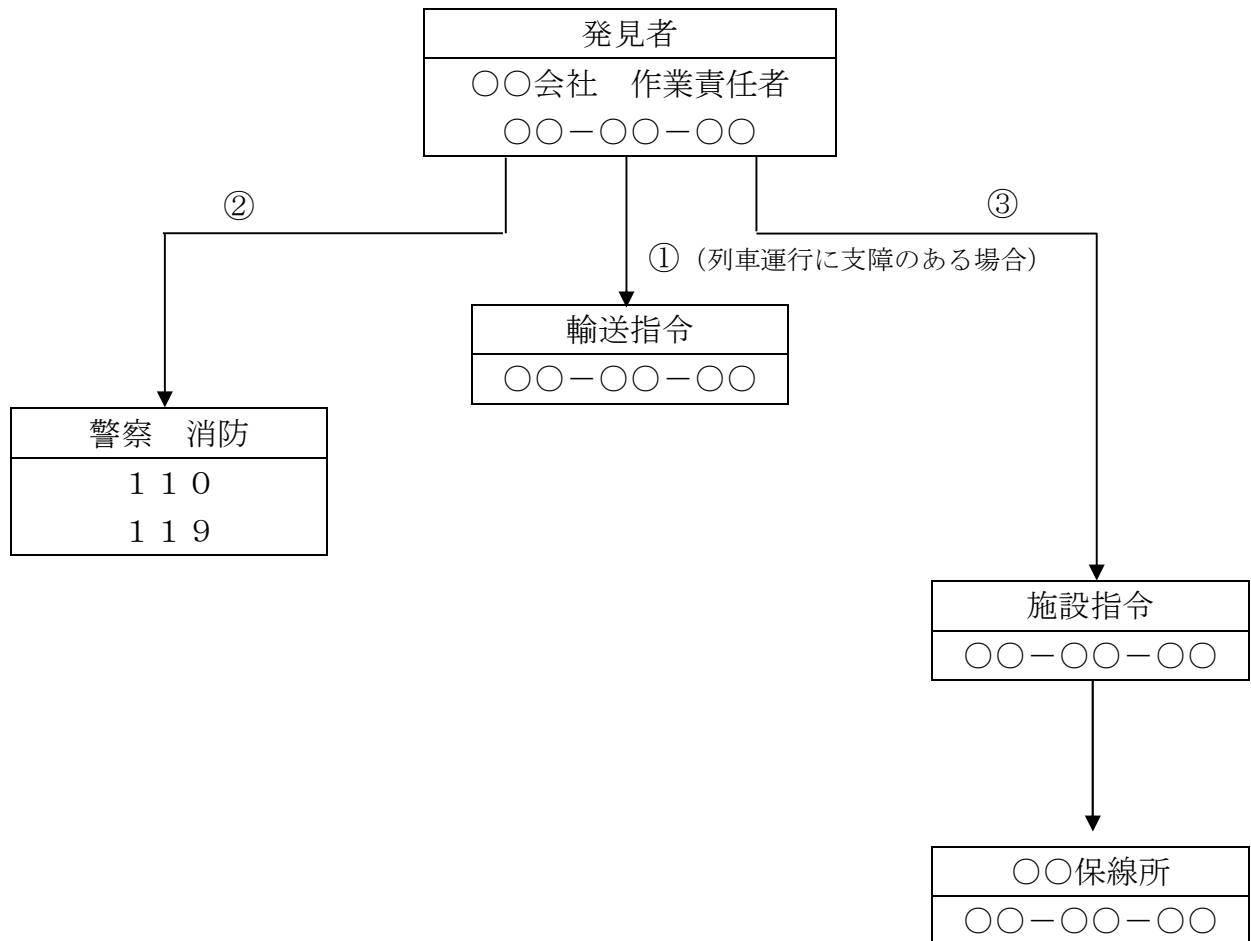 発見者
○○会社　作業責任者
○○－○○－○○
②
③
①（列車運行に支障のある場合）
輸送指令
○○－○○－○○
警察　消防
１１０
１１９
施設指令
○○－○○－○○
○○保線所
○○－○○－○○